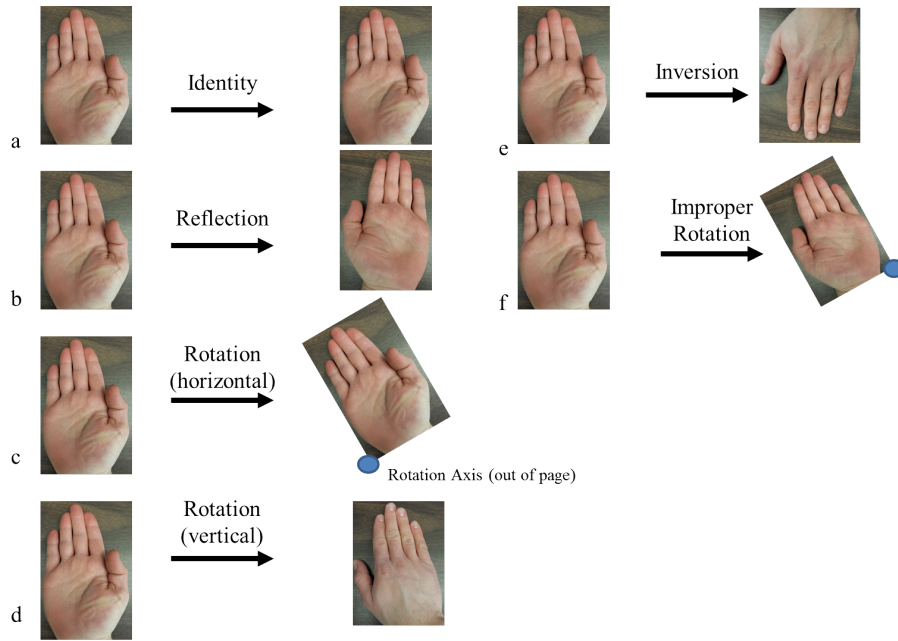 a
Identity
b
Reflection
c
Rotation
(horizontal)
Rotation Axis (out of page)
d
Rotation
(vertical)
e
Inversion
f
Improper
Rotation